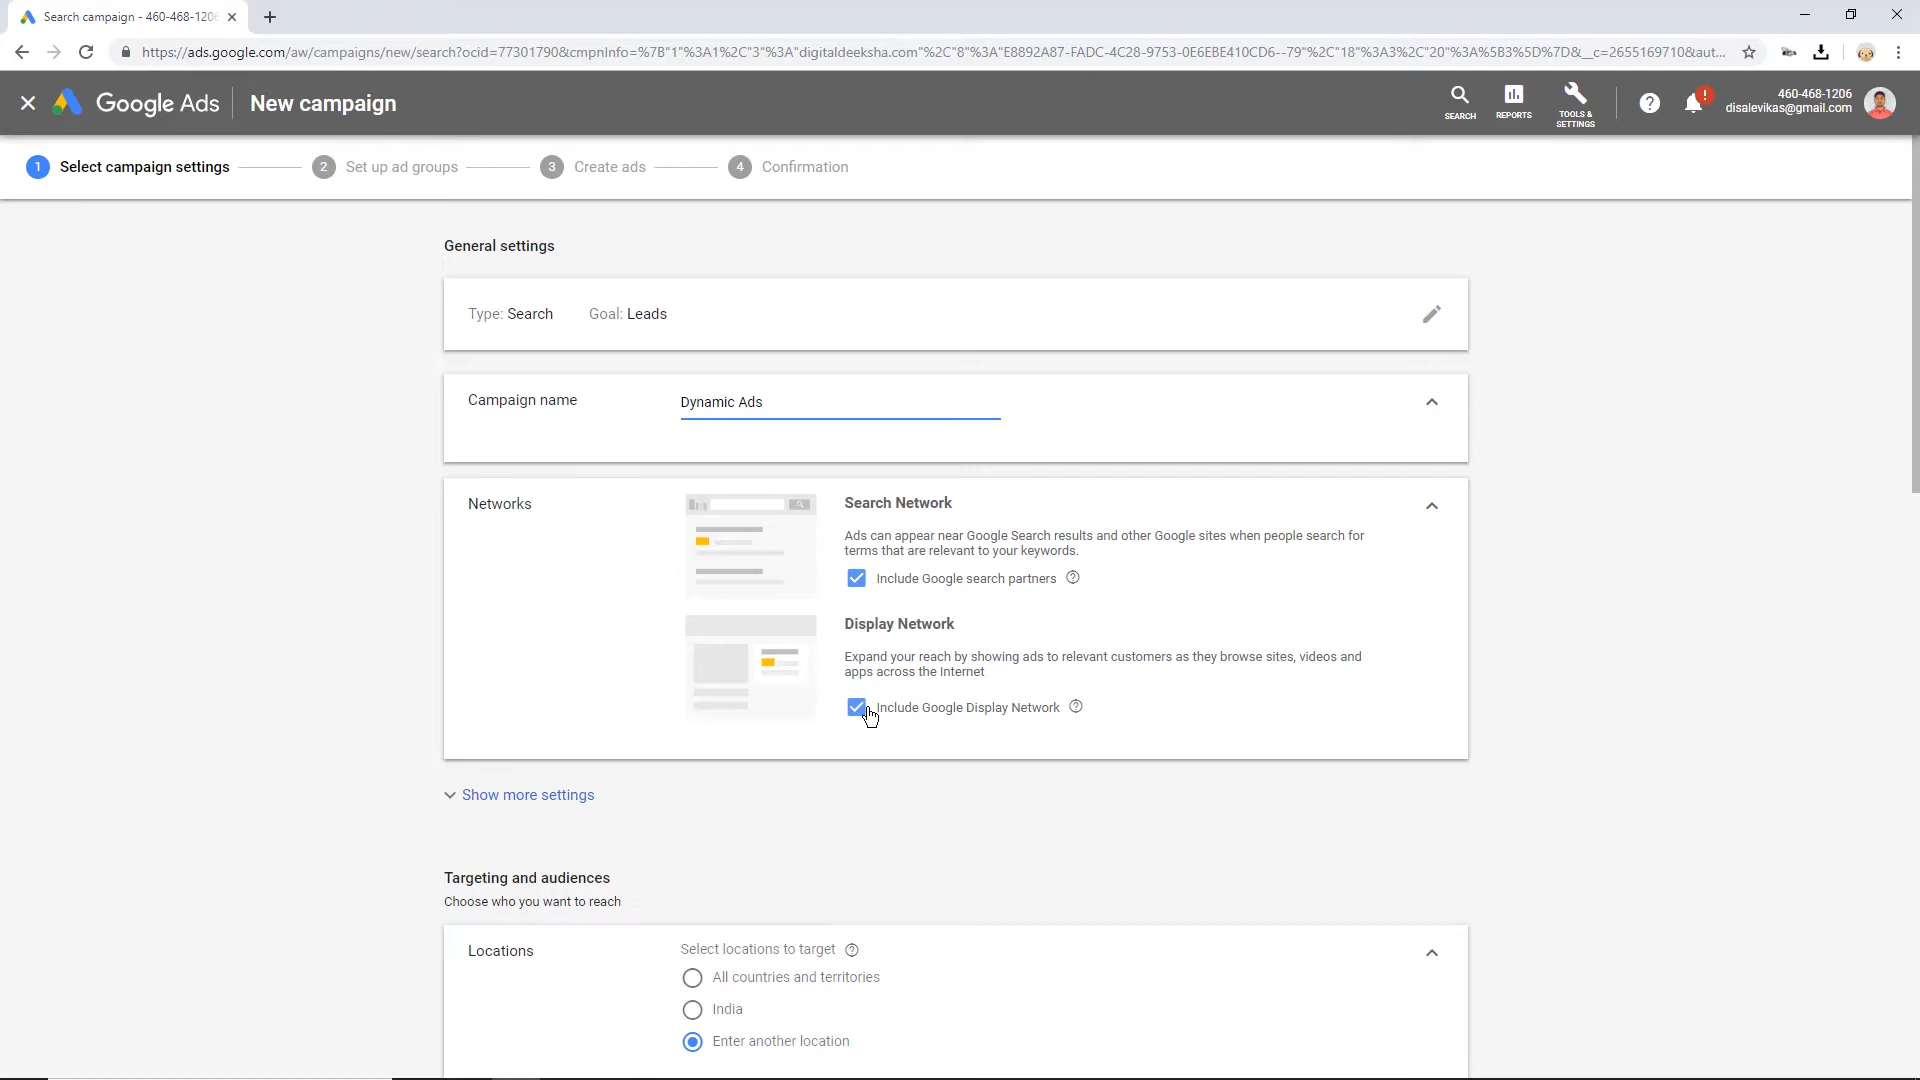 Search campaign - 460-468-120
https://ads.google.com/aw/campaigns/new/search?ocid=77301790&cmpnInfo=%7B"1"%3A1%2C"3"%3A"digitaldeeksha.com"%2C"8"%3A"E8892A87-FADC-4C28-9753-0E6EBE410CD6--79"%2C"18"%3A3%2C"20"%3A%5B3%5D%7D&__c=2655169710&aut...
Google Ads
New campaign
SEARCH
REPORTS
TOOLS &
SETTINGS
?
!
460-468-1206
disalevikas@gmail.com
1 Select campaign settings
2 Set up ad groups
3 Create ads
4 Confirmation
General settings
Type: Search Goal: Leads
Campaign name
Dynamic Ads
Networks
Search Network
Ads can appear near Google Search results and other Google sites when people search for
terms that are relevant to your keywords.
Include Google search partners ?
Display Network
Expand your reach by showing ads to relevant customers as they browse sites, videos and
apps across the Internet
Include Google Display Network ?
Show more settings
Targeting and audiences
Choose who you want to reach
Locations
Select locations to target ?
All countries and territories
India
Enter another location